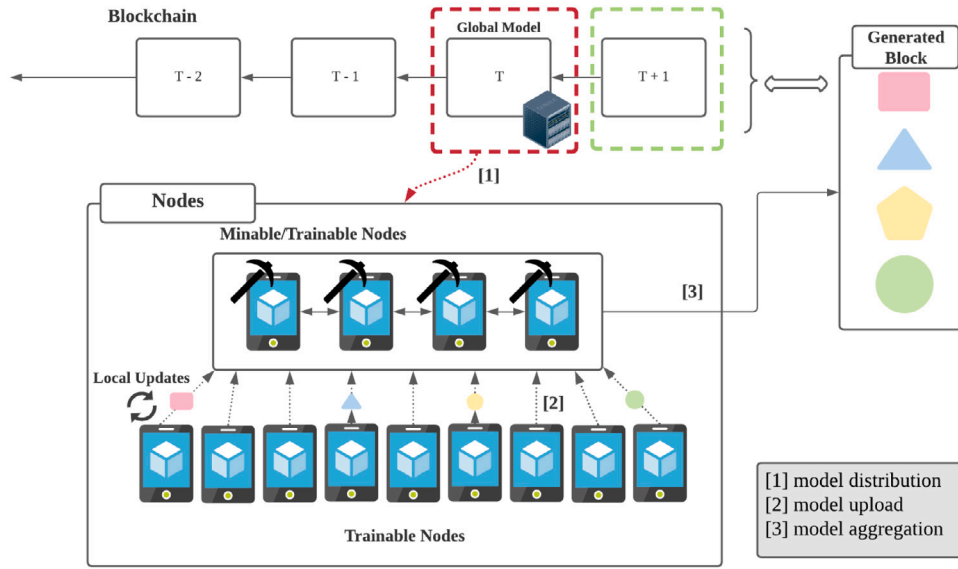 Blockchain
Global Model
T - 2
T - 1
T
T + 1
Generated
Block
[1]
Nodes
Minable/Trainable Nodes
[3]
Local Updates
[2]
Trainable Nodes
[1] model distribution
[2] model upload
[3] model aggregation